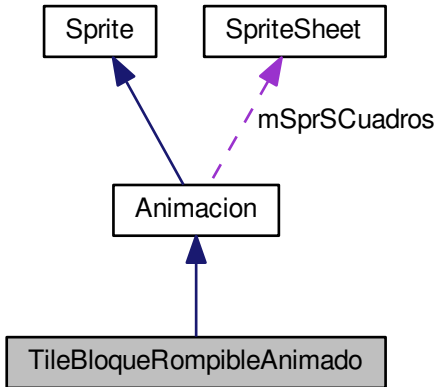 Sprite
SpriteSheet
mSprSCuadros
Animacion
TileBloqueRompibleAnimado